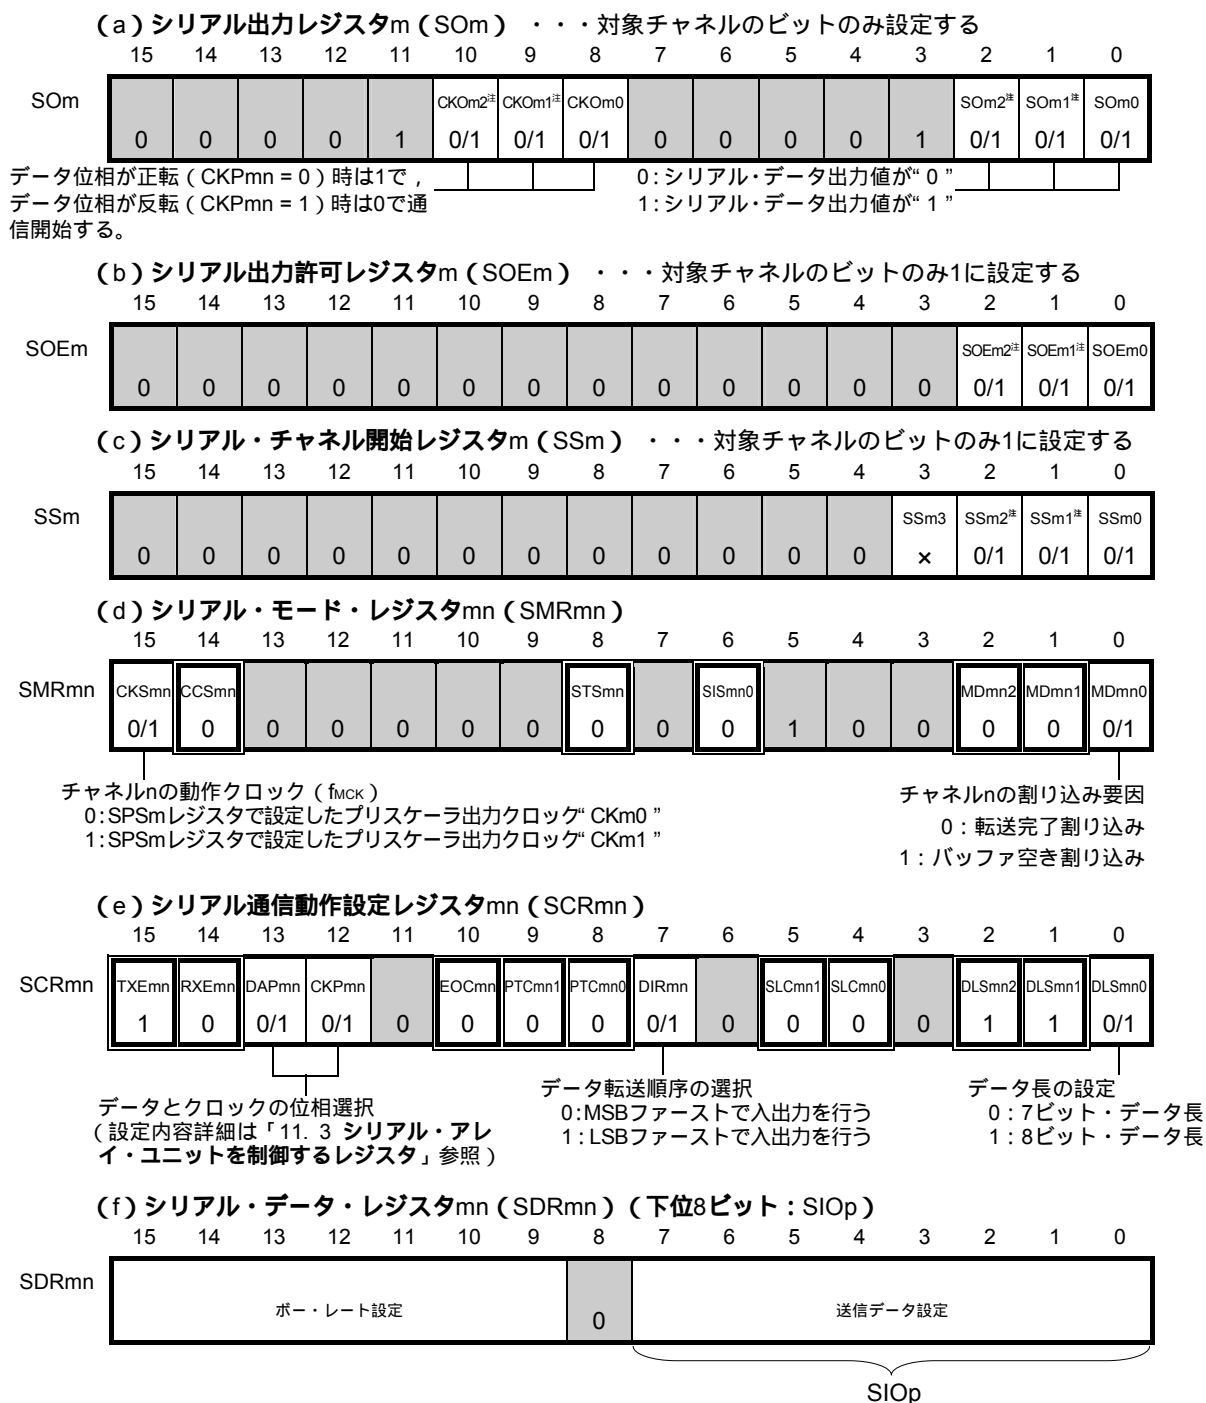 (a)シリアル出力レジスタm(SOm) ・・・対象チャネルのビットのみ設定する
15 14 13 12 11 10 9 8 7 6 5 4 3 2 1 0
SOm
CKOm2注 CKOm1注 CKOm0 SOm2注 SOm1注 SOm0
0 0 0 0 1 0/1 0/1 0/1 0 0 0 0 1 0/1 0/1 0/1
データ位相が正転(CKPmn = 0)時は1で,
データ位相が反転(CKPmn = 1)時は0で通
信開始する。
0:シリアル・データ出力値が“0”
1:シリアル・データ出力値が“1”
(b)シリアル出力許可レジスタm(SOEm) ・・・対象チャネルのビットのみ1に設定する
15 14 13 12 11 10 9 8 7 6 5 4 3 2 1 0
SOEm
SOEm2注 SOEm1注 SOEm0
0 0 0 0 0 0 0 0 0 0 0 0 0 0/1 0/1 0/1
(c)シリアル・チャネル開始レジスタm(SSm) ・・・対象チャネルのビットのみ1に設定する
15 14 13 12 11 10 9 8 7 6 5 4 3 2 1 0
SSm
SSm3 SSm2注 SSm1注 SSm0
0 0 0 0 0 0 0 0 0 0 0 0 × 0/1 0/1 0/1
(d)シリアル・モード・レジスタmn(SMRmn)
15 14 13 12 11 10 9 8 7 6 5 4 3 2 1 0
SMRmn
CKSmn CCSmn STSmn SISmn0 MDmn2 MDmn1 MDmn0
0/1 0 0 0 0 0 0 0 0 0 1 0 0 0 0 0/1
チャネルnの動作クロック(fMCK)
0:SPSmレジスタで設定したプリスケーラ出力クロック“CKm0”
1:SPSmレジスタで設定したプリスケーラ出力クロック“CKm1”
チャネルnの割り込み要因
0:転送完了割り込み
1:バッファ空き割り込み
(e)シリアル通信動作設定レジスタmn(SCRmn)
15 14 13 12 11 10 9 8 7 6 5 4 3 2 1 0
SCRmn
TXEmn RXEmn DAPmn CKPmn EOCmn PTCmn1 PTCmn0 DIRmn SLCmn1 SLCmn0 DLSmn2 DLSmn1 DLSmn0
1 0 0/1 0/1 0 0 0 0 0/1 0 0 0 0 1 1 0/1
データとクロックの位相選択
(設定内容詳細は「11. 3 シリアル・アレ
イ・ユニットを制御するレジスタ」参照)
データ転送順序の選択
0:MSBファーストで入出力を行う
1:LSBファーストで入出力を行う
データ長の設定
0:7ビット・データ長
1:8ビット・データ長
(f)シリアル・データ・レジスタmn(SDRmn)(下位8ビット:SIOp)
15 14 13 12 11 10 9 8 7 6 5 4 3 2 1 0
SDRmn
ボー・レート設定 0 送信データ設定
SIOp